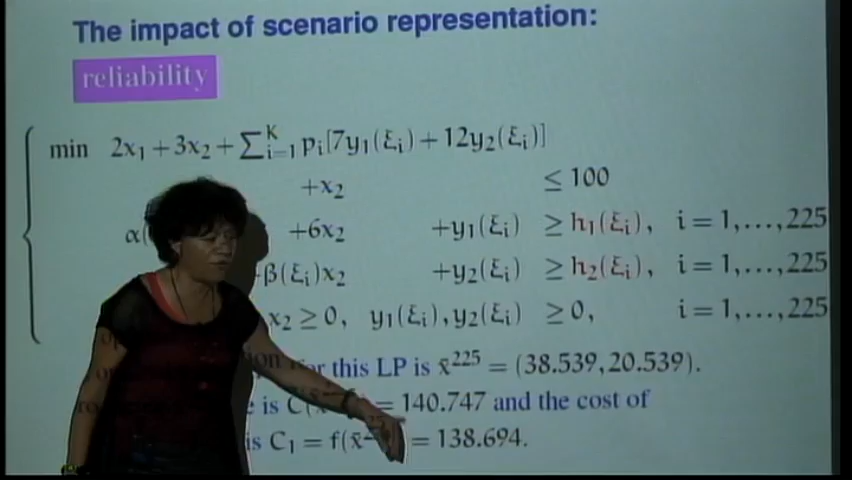 The impact of scenario representation:
reliability
min 2x₁ + 3x₂ + ∑ᵢ₌₁ᴷ pᵢ[7y₁(ξᵢ) + 12y₂(ξᵢ)]
+x₂ ≤ 100
α( +6x₂ +y₁(ξᵢ) ≥ h₁(ξᵢ), i = 1,...,225
β(ξᵢ)x₂ +y₂(ξᵢ) ≥ h₂(ξᵢ), i = 1,...,225
x₂ ≥ 0, y₁(ξᵢ),y₂(ξᵢ) ≥ 0, i = 1,...,225
this LP is x̄²²⁵ = (38.539,20.539).
is = 140.747 and the cost of
is C₁ = f(x̄ = 138.694.